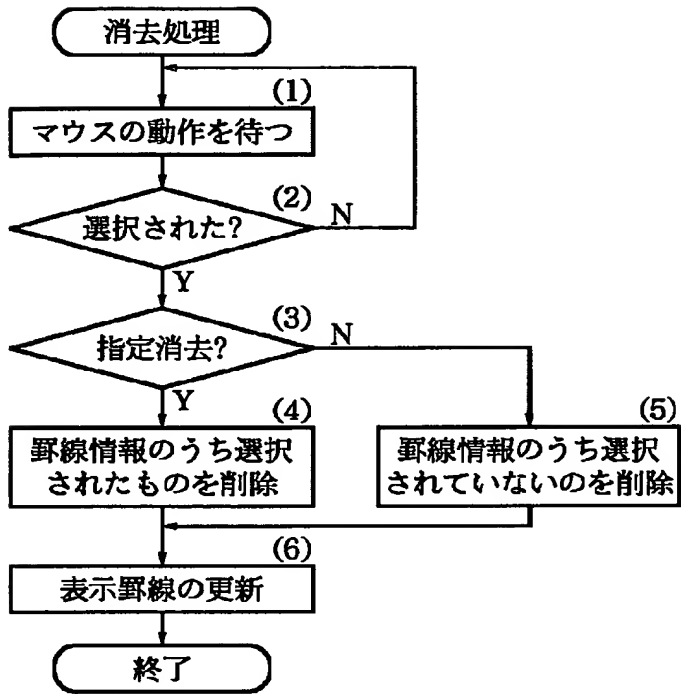 消去処理
(1)
マウスの動作を待つ
(2)
選択された?
N
Y
(3)
指定消去?
N
Y
(4)
罫線情報のうち選択
されたものを削除
(5)
罫線情報のうち選択
されていないのを削除
(6)
表示罫線の更新
終了